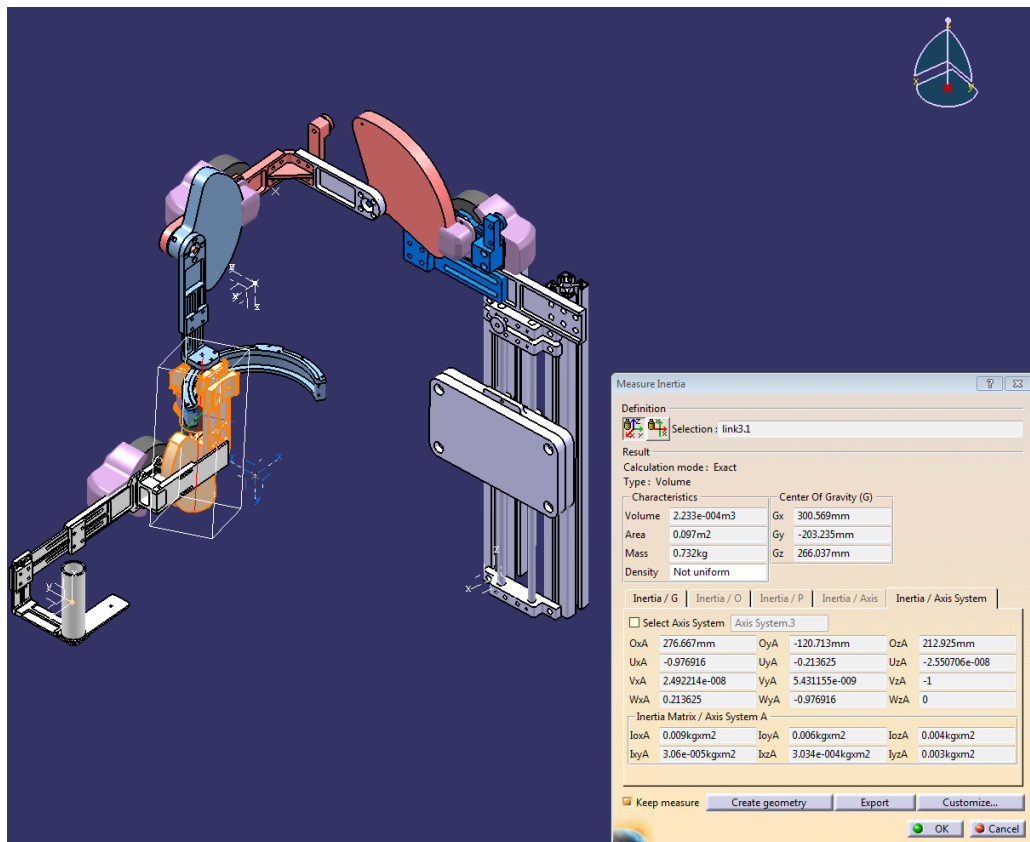 z
x
y
z
y
z
x
y
z
x
y
Measure Inertia
Definition
Selection : link3.1
Result
Calculation mode : Exact
Type : Volume
Characteristics
Center Of Gravity (G)
Volume 2.233e-004m3 Gx 300.569mm
Area 0.097m2 Gy -203.235mm
Mass 0.732kg Gz 266.037mm
Density Not uniform
Inertia / G Inertia / O Inertia / P Inertia / Axis Inertia / Axis System
Select Axis System Axis System.3
OxA 276.667mm OyA -120.713mm OzA 212.925mm
UxA -0.976916 UyA -0.213625 UzA -2.550706e-008
VxA 2.492214e-008 VyA 5.431155e-009 VzA -1
WxA 0.213625 WyA -0.976916 WzA 0
Inertia Matrix / Axis System A
IoxA 0.009kgxm2 IoyA 0.006kgxm2 IozA 0.004kgxm2
IxyA 3.06e-005kgxm2 IxzA 3.034e-004kgxm2 IyzA 0.003kgxm2
Keep measure Create geometry Export Customize...
OK Cancel